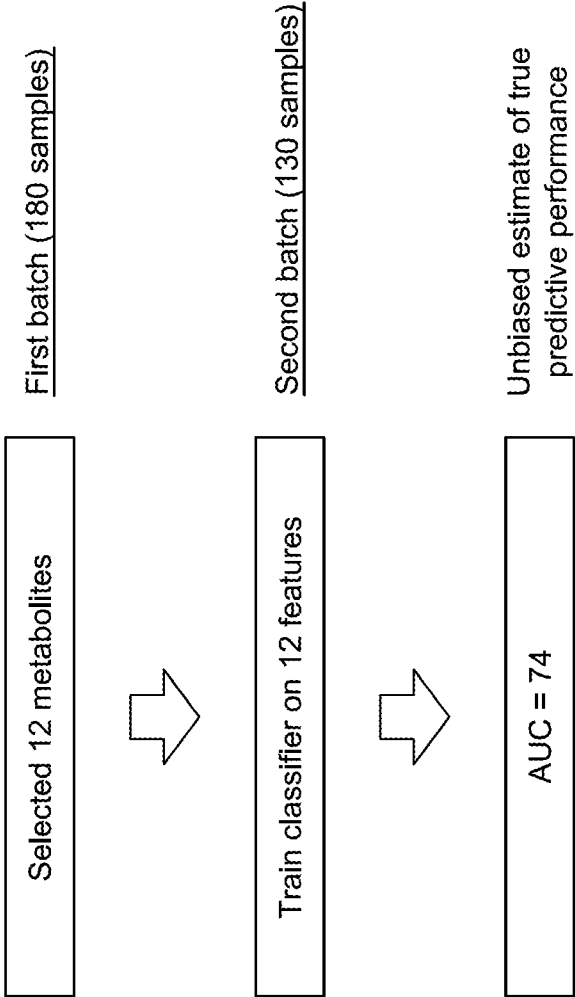 Selected 12 metabolites
First batch (180 samples)
Train classifier on 12 features
Second batch (130 samples)
AUC = 74
Unbiased estimate of true
predictive performance